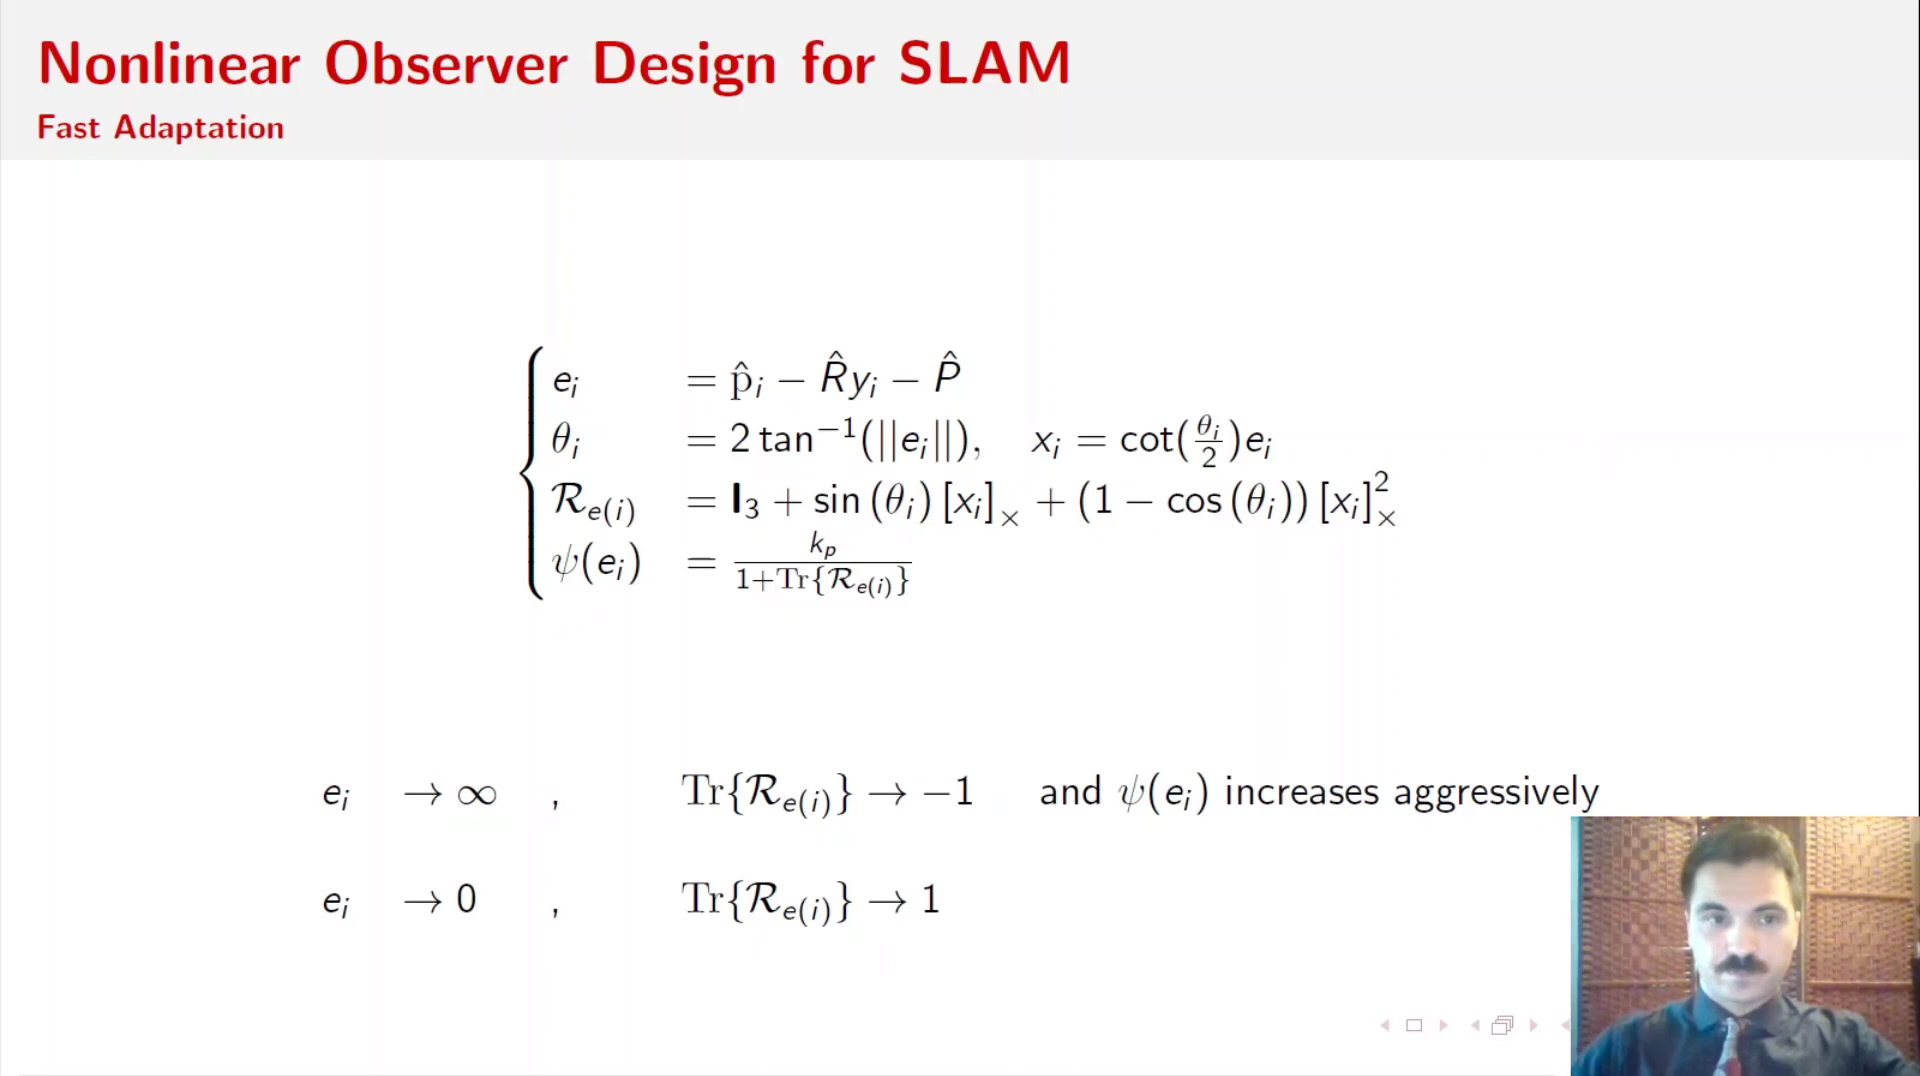 Nonlinear Observer Design for SLAM
Fast Adaptation
e_i = p̂_i − R̂y_i − P̂
θ_i = 2 tan⁻¹(||e_i||), x_i = cot(θ_i/2)e_i
ℛ_e(i) = I_3 + sin (θ_i) [x_i]_× + (1 − cos (θ_i)) [x_i]²_×
ψ(e_i) = k_p / 1+Tr{ℛ_e(i)}
e_i → ∞ , Tr{ℛ_e(i)} → −1 and ψ(e_i) increases aggressively
e_i → 0 , Tr{ℛ_e(i)} → 1